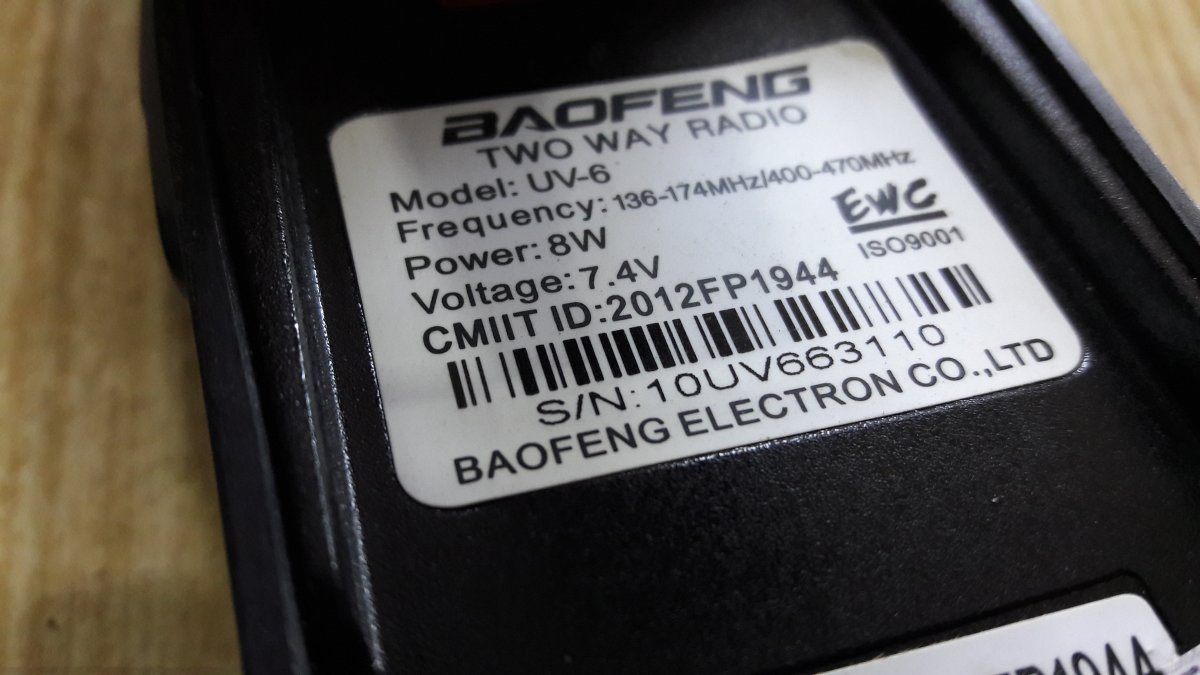 BAOFENG
TWO WAY RADIO
Model: UV-6
Frequency: 136-174MHz/400-470MHz
Power: 8W
Voltage: 7.4V
EWC
ISO9001
CMIIT ID:2012FP1944
S/N: 10UV663110
BAOFENG ELECTRON CO.,LTD